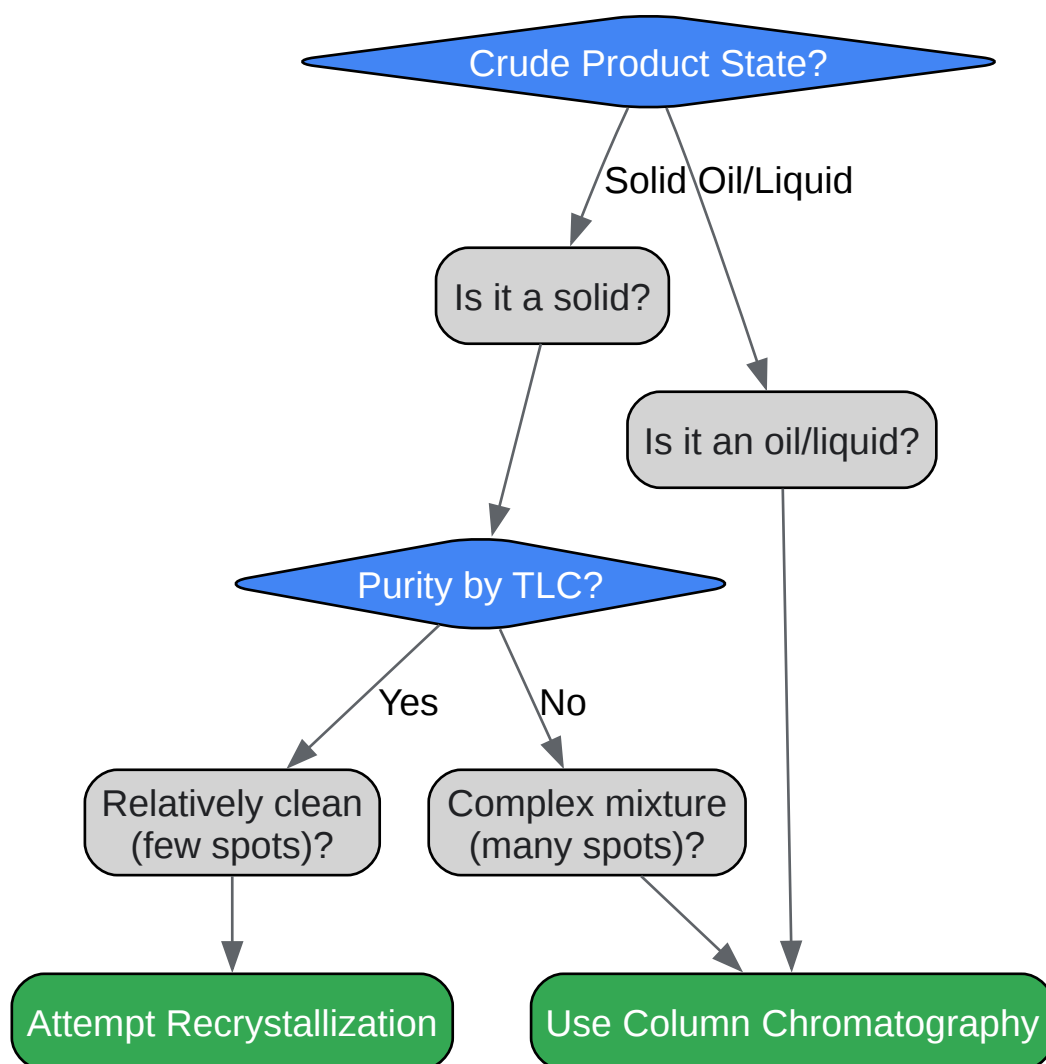 Crude Product State?
Solid
Oil/Liquid
Is it a solid?
Is it an oil/liquid?
Purity by TLC?
Yes
No
Relatively clean
(few spots)?
Complex mixture
(many spots)?
Attempt Recrystallization
Use Column Chromatography